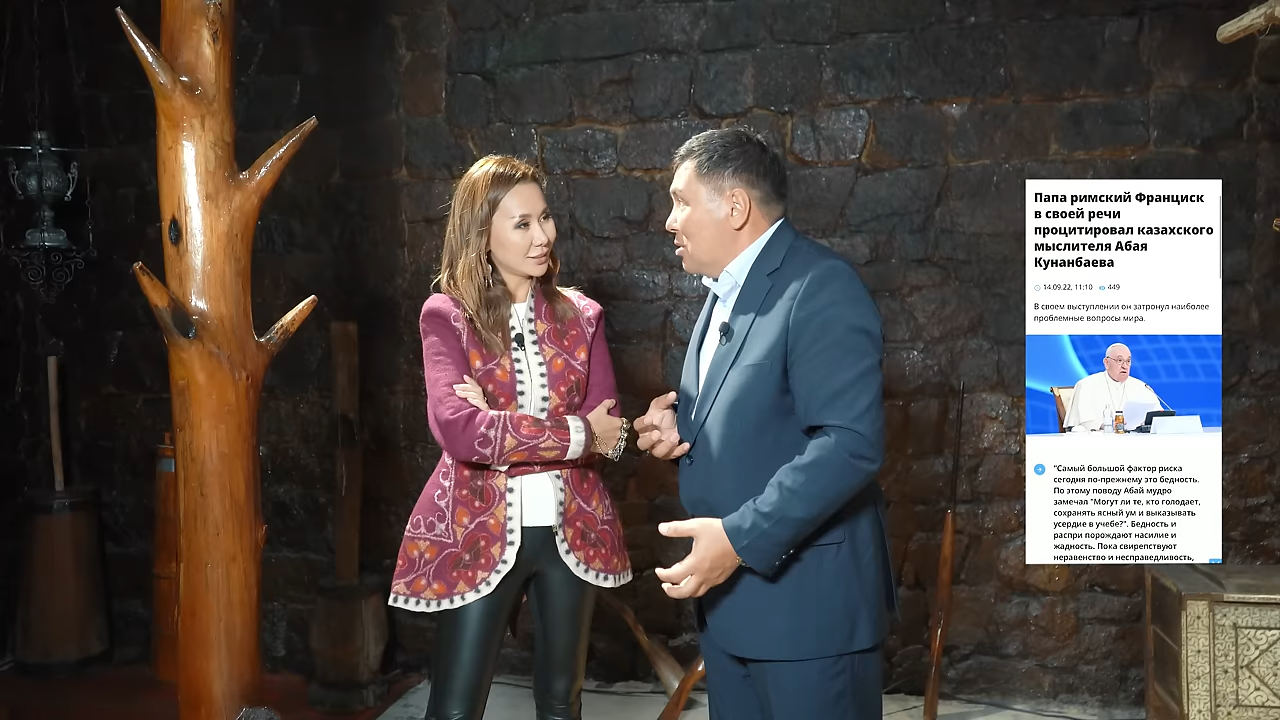 Папа римский Франциск
в своей речи
процитировал казахского
мыслителя Абая
Кунанбаева
14.09.22, 11:10 449
В своем выступлении он затронул наиболее
проблемные вопросы мира.
"Самый большой фактор риска
сегодня по-прежнему это бедность.
По этому поводу Абай мудро
замечал "Могут ли те, кто голодает,
сохранять ясный ум и выказывать
усердие в учебе?". Бедность и
распри порождают насилие и
жадность. Пока свирепствуют
неравенство и несправедливость,